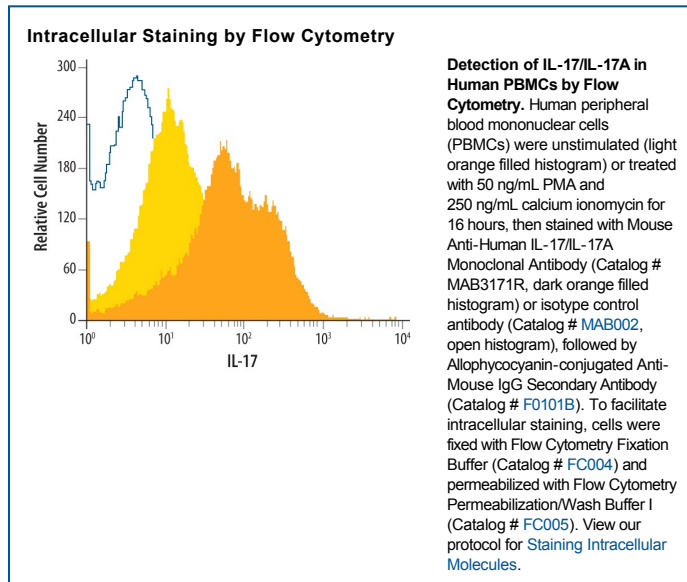 Intracellular Staining by Flow Cytometry
300
240
180
120
60
0
Relative Cell Number
10⁰
10¹
10²
10³
10⁴
IL-17
Detection of IL-17/IL-17A in
Human PBMCs by Flow
Cytometry. Human peripheral
blood mononuclear cells
(PBMCs) were unstimulated (light
orange filled histogram) or treated
with 50 ng/mL PMA and
250 ng/mL calcium ionomycin for
16 hours, then stained with Mouse
Anti-Human IL-17/IL-17A
Monoclonal Antibody (Catalog #
MAB3171R, dark orange filled
histogram) or isotype control
antibody (Catalog # MAB002,
open histogram), followed by
Allophycocyanin-conjugated Anti-
Mouse IgG Secondary Antibody
(Catalog # F0101B). To facilitate
intracellular staining, cells were
fixed with Flow Cytometry Fixation
Buffer (Catalog # FC004) and
permeabilized with Flow Cytometry
Permeabilization/Wash Buffer I
(Catalog # FC005). View our
protocol for Staining Intracellular
Molecules.